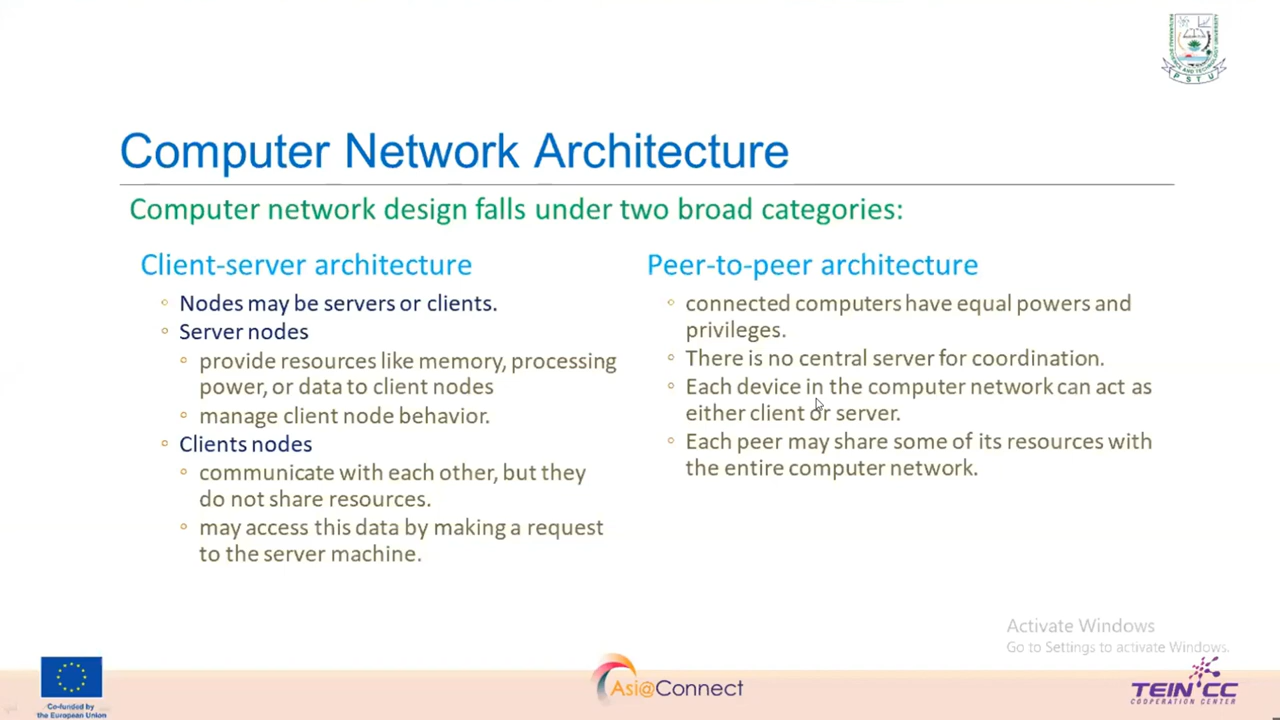 Computer Network Architecture
Computer network design falls under two broad categories:
Client-server architecture
Nodes may be servers or clients.
Server nodes
provide resources like memory, processing
power, or data to client nodes
manage client node behavior.
Clients nodes
communicate with each other, but they
do not share resources.
may access this data by making a request
to the server machine.
Peer-to-peer architecture
connected computers have equal powers and
privileges.
There is no central server for coordination.
Each device in the computer network can act as
either client or server.
Each peer may share some of its resources with
the entire computer network.
Activate Windows
Go to Settings to activate Windows.
Co-funded by
the European Union
Asi@Connect
TEIN*CC
COOPERATION CENTER
PSTU